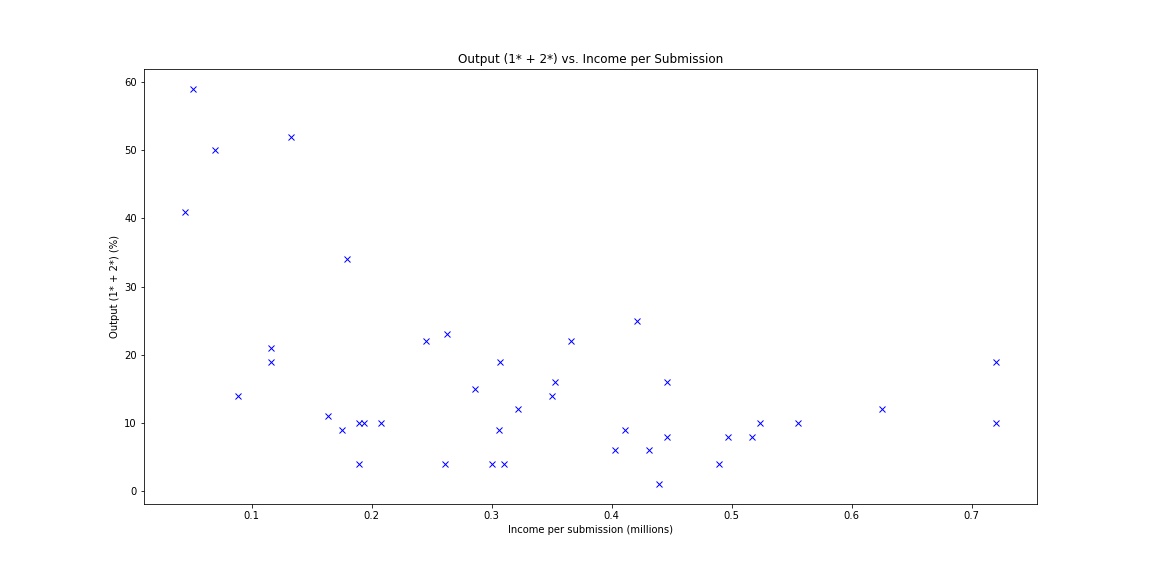 Output (1* + 2*) vs. Income per Submission
60
50
40
30
20
10
0
Output (1* + 2*) (%)
0.1 0.2 0.3 0.4 0.5 0.6 0.7
Income per submission (millions)